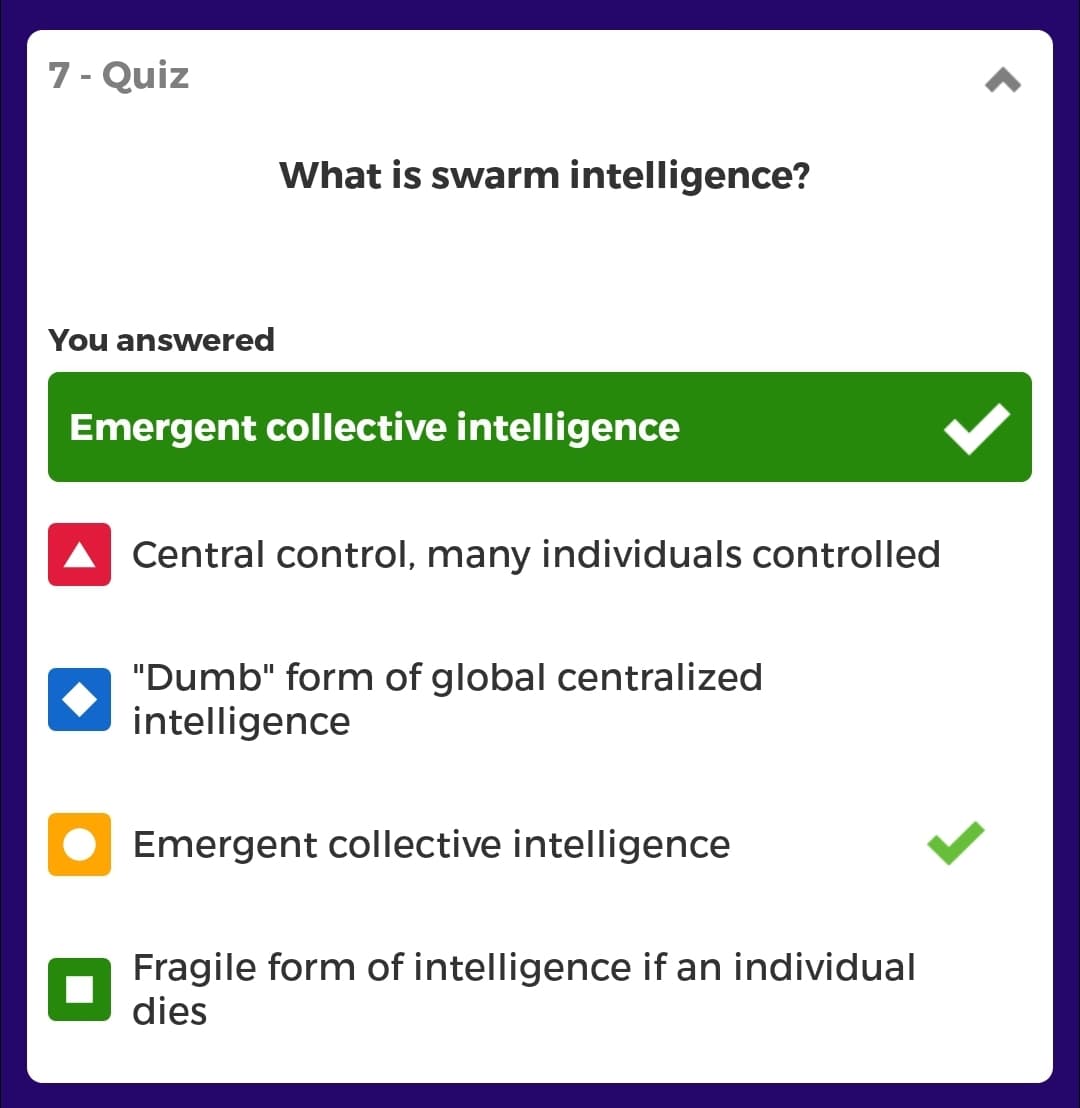 7 - Quiz
What is swarm intelligence?
You answered
Emergent collective intelligence
Central control, many individuals controlled
"Dumb" form of global centralized
intelligence
Emergent collective intelligence
Fragile form of intelligence if an individual
dies